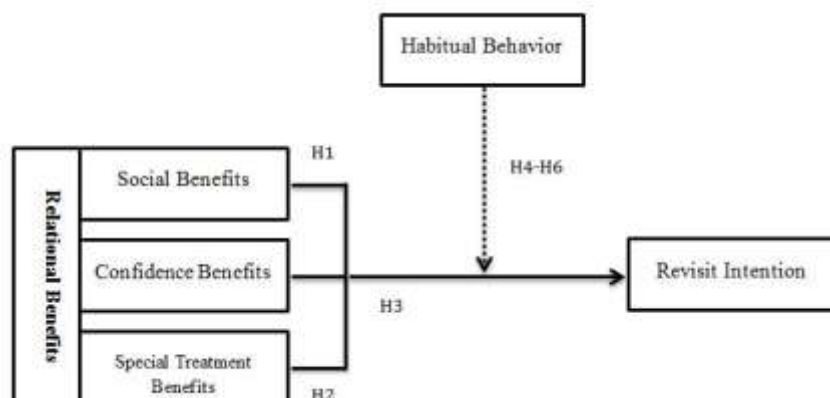 Habitual Behavior
H1
Social Benefits
H4-H6
Relational Benefits
Confidence Benefits
Revisit Intention
H3
Special Treatment
Benefits
H2